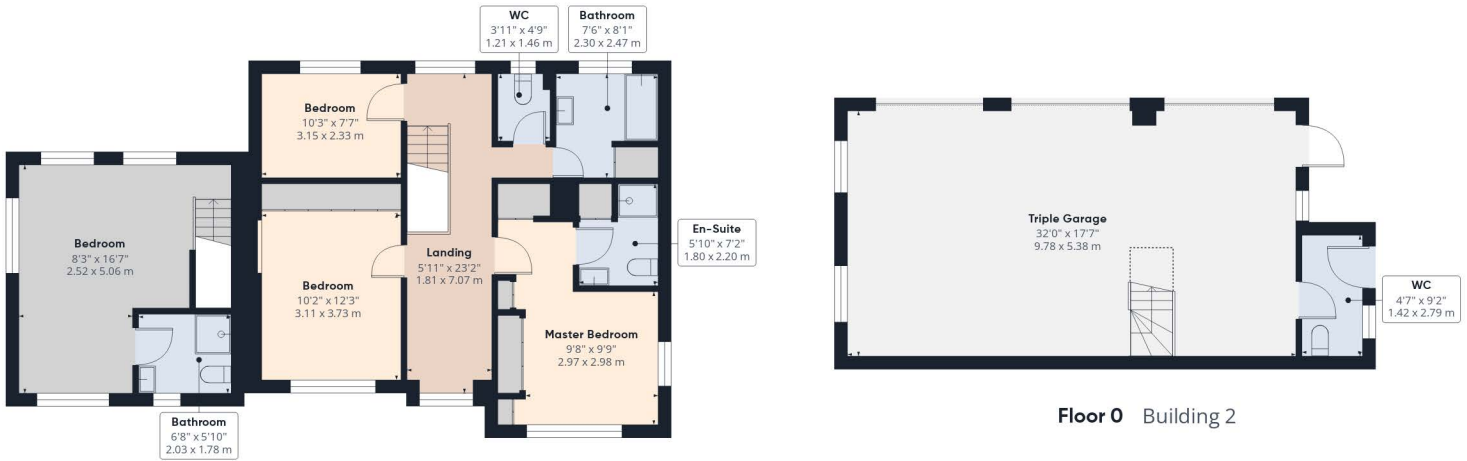 WC
3'11" x 4'9"
1.21 x 1.46 m
Bathroom
7'6" x 8'1"
2.30 x 2.47 m
Bedroom
10'3" x 7'7"
3.15 x 2.33 m
Bedroom
8'3" x 16'7"
2.52 x 5.06 m
Bedroom
10'2" x 12'3"
3.11 x 3.73 m
Landing
5'11" x 23'2"
1.81 x 7.07 m
En-Suite
5'10" x 7'2"
1.80 x 2.20 m
Master Bedroom
9'8" x 9'9"
2.97 x 2.98 m
Bathroom
6'8" x 5'10"
2.03 x 1.78 m
Triple Garage
32'0" x 17'7"
9.78 x 5.38 m
WC
4'7" x 9'2"
1.42 x 2.79 m
Floor 0 Building 2